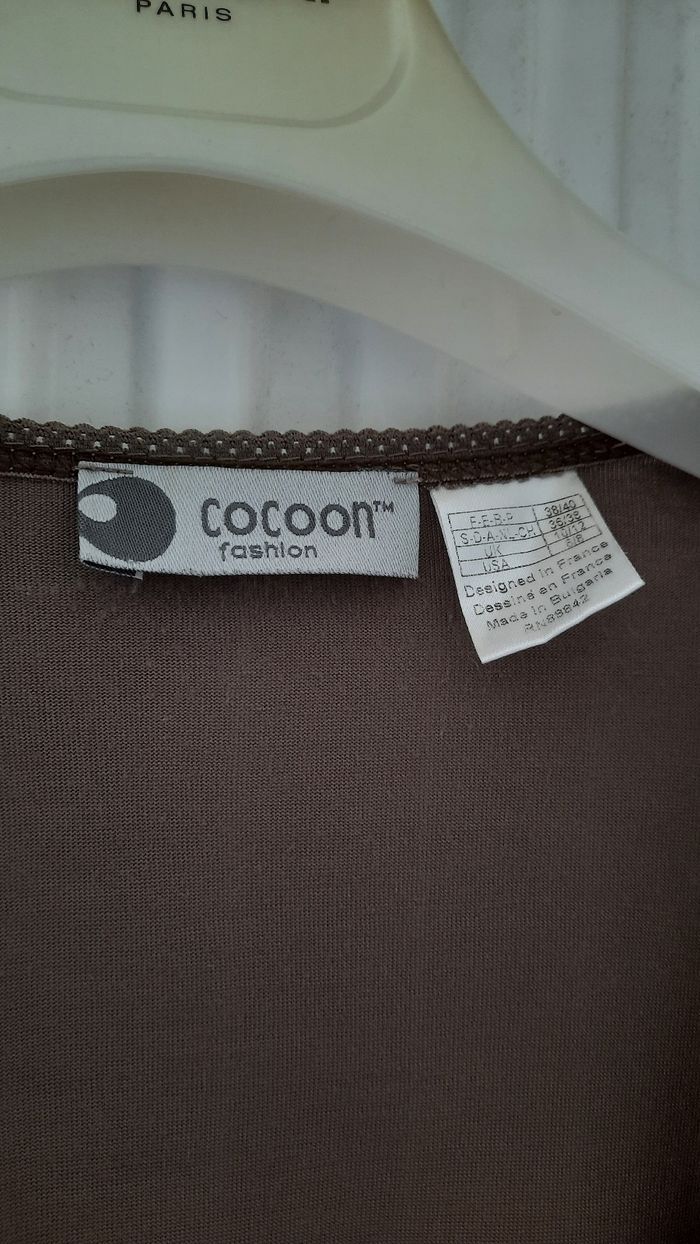 PARIS
cocoon™
fashion
F-E-B-P 38/40
S-D-A-NL-CH 36/38
UK 10/12
USA 6/8
Designed in France
Dessiné en France
Made in Bulgaria